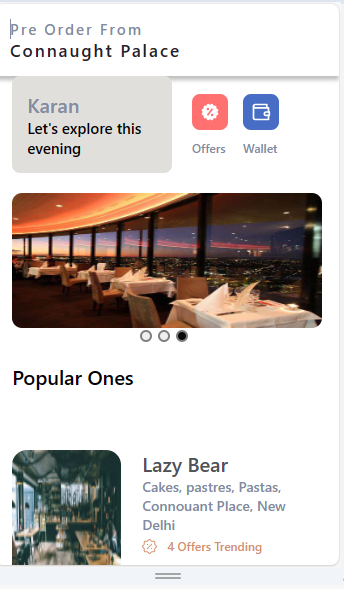 Pre Order From
Connaught Palace
Karan
Let's explore this
evening
Offers
Wallet
Popular Ones
Lazy Bear
Cakes, pastres, Pastas,
Connouant Place, New
Delhi
4 Offers Trending